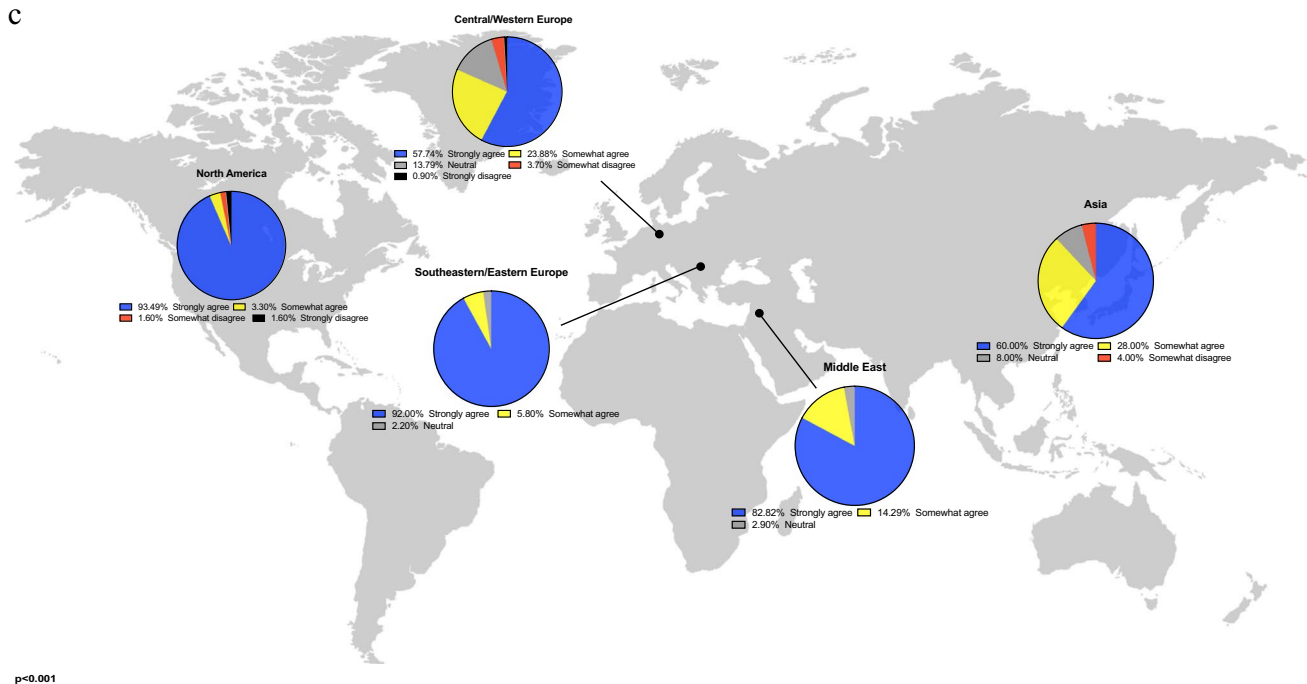 c
Central/Western Europe
57.74% Strongly agree 23.88% Somewhat agree
13.79% Neutral 3.70% Somewhat disagree
0.90% Strongly disagree
North America
93.49% Strongly agree 3.30% Somewhat agree
1.60% Somewhat disagree 1.60% Strongly disagree
Asia
60.00% Strongly agree 28.00% Somewhat agree
8.00% Neutral 4.00% Somewhat disagree
Southeastern/Eastern Europe
92.00% Strongly agree 5.80% Somewhat agree
2.20% Neutral
Middle East
82.82% Strongly agree 14.29% Somewhat agree
2.90% Neutral
p<0.001